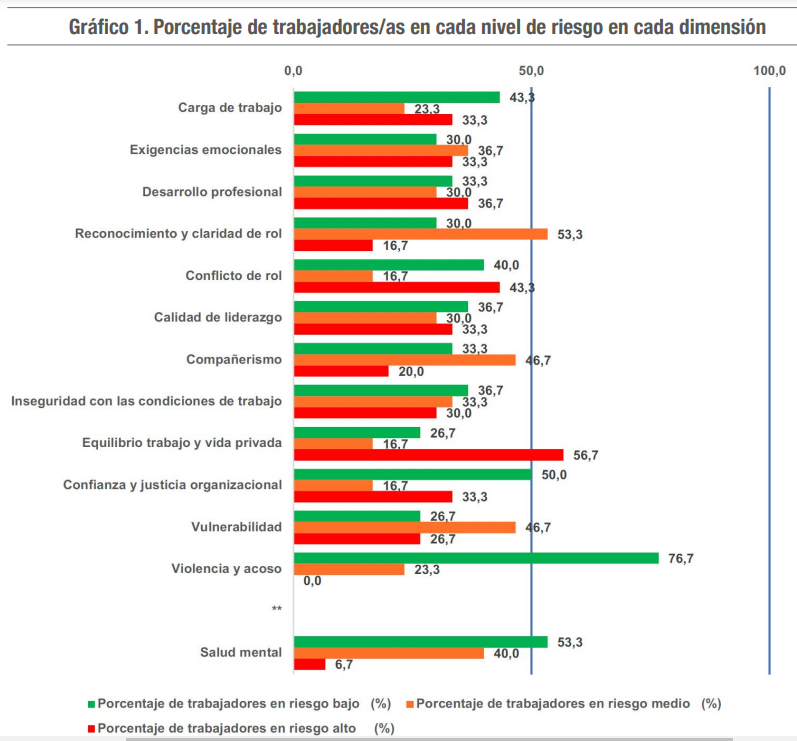 Gráfico 1. Porcentaje de trabajadores/as en cada nivel de riesgo en cada dimensión
0,0 50,0 100,0
43,3
Carga de trabajo 23,3
33,3
30,0
Exigencias emocionales 36,7
33,3
33,3
Desarrollo profesional 30,0
36,7
30,0
Reconocimiento y claridad de rol 53,3
16,7
40,0
Conflicto de rol 16,7
43,3
36,7
Calidad de liderazgo 30,0
33,3
33,3
Compañerismo 46,7
20,0
36,7
Inseguridad con las condiciones de trabajo 33,3
30,0
26,7
Equilibrio trabajo y vida privada 16,7
56,7
50,0
Confianza y justicia organizacional 16,7
33,3
26,7
Vulnerabilidad 46,7
26,7
76,7
Violencia y acoso 23,3
0,0
**
53,3
Salud mental 40,0
6,7
Porcentaje de trabajadores en riesgo bajo (%) Porcentaje de trabajadores en riesgo medio (%)
Porcentaje de trabajadores en riesgo alto (%)